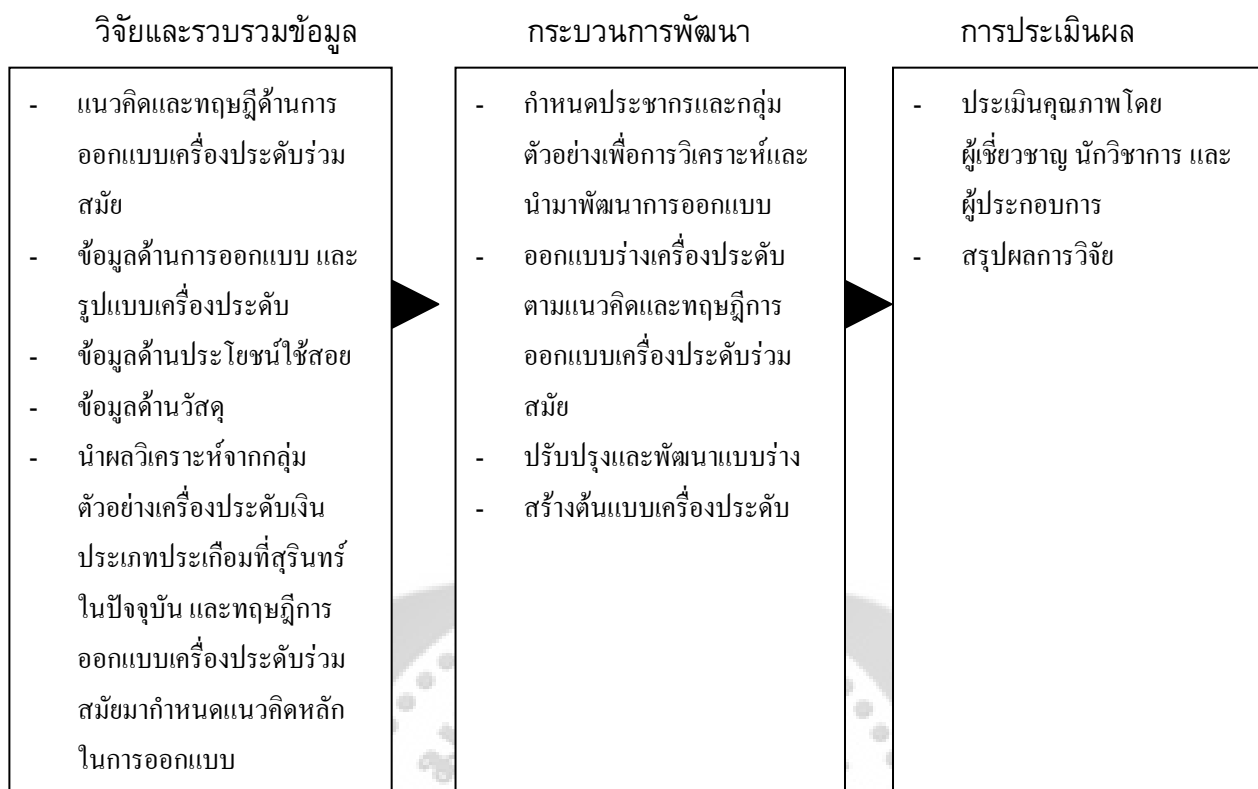 วิจัยและรวบรวมข้อมูล
- แนวคิดและทฤษฎีด้านการ
ออกแบบเครื่องประดับร่วม
สมัย
- ข้อมูลด้านการออกแบบ และ
รูปแบบเครื่องประดับ
- ข้อมูลด้านประโยชน์ใช้สอย
- ข้อมูลด้านวัสดุ
- นำผลวิเคราะห์จากกลุ่ม
ตัวอย่างเครื่องประดับเงิน
ประเภทประเกือมที่สุรินทร์
ในปัจจุบัน และทฤษฎีการ
ออกแบบเครื่องประดับร่วม
สมัยมากำหนดแนวคิดหลัก
ในการออกแบบ
กระบวนการพัฒนา
- กำหนดประชากรและกลุ่ม
ตัวอย่างเพื่อการวิเคราะห์และ
นำมาพัฒนาการออกแบบ
- ออกแบบร่างเครื่องประดับ
ตามแนวคิดและทฤษฎีการ
ออกแบบเครื่องประดับร่วม
สมัย
- ปรับปรุงและพัฒนาแบบร่าง
- สร้างต้นแบบเครื่องประดับ
การประเมินผล
- ประเมินคุณภาพโดย
ผู้เชี่ยวชาญ นักวิชาการ และ
ผู้ประกอบการ
- สรุปผลการวิจัย